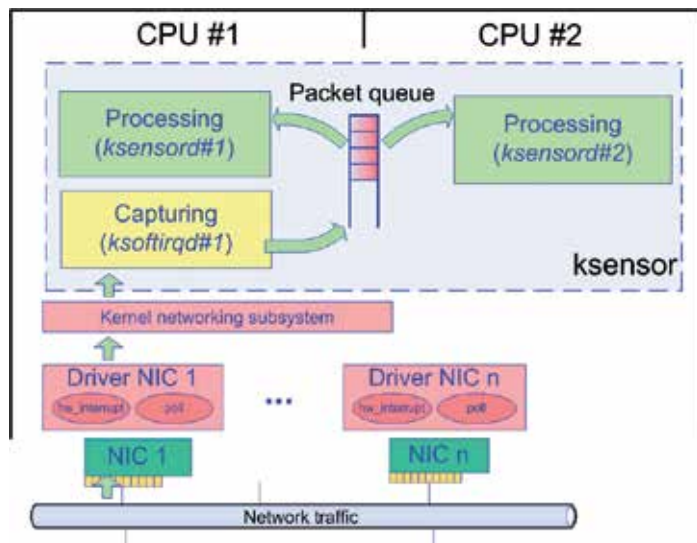 CPU #1
CPU #2
Packet queue
Processing
(ksensord#1)
Processing
(ksensord#2)
Capturing
(ksoftirqd#1)
ksensor
Kernel networking subsystem
Driver NIC 1
hw_interrupt
poll
...
Driver NIC n
hw_interrupt
poll
NIC 1
NIC n
Network traffic